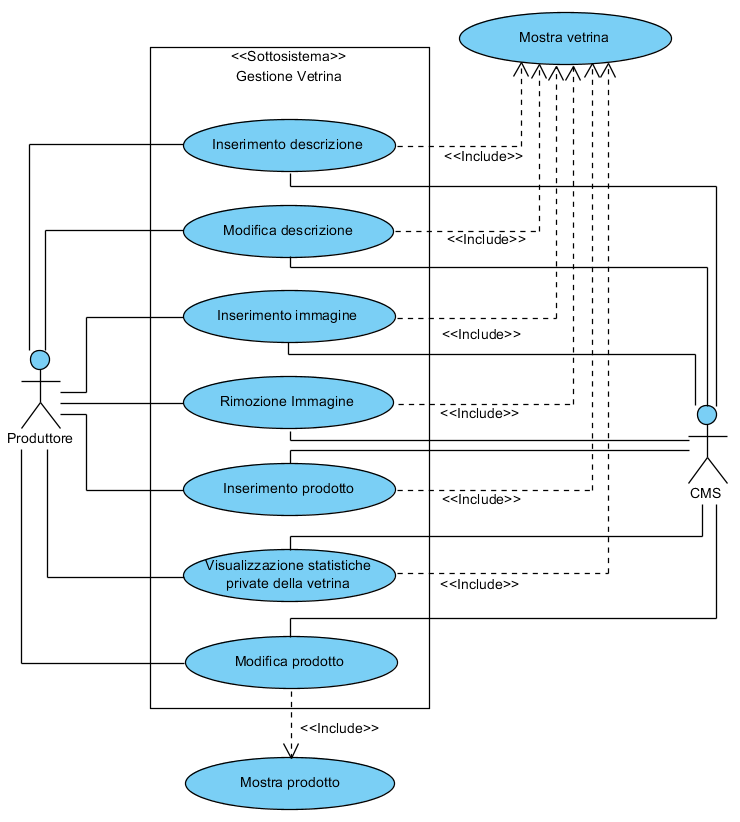 Mostra vetrina
<<Sottosistema>>
Gestione Vetrina
Inserimento descrizione
<<Include>>
Modifica descrizione
<<Include>>
Inserimento immagine
<<Include>>
Rimozione Immagine
<<Include>>
Produttore
Inserimento prodotto
<<Include>>
CMS
Visualizzazione statistiche
private della vetrina
<<Include>>
Modifica prodotto
<<Include>>
Mostra prodotto